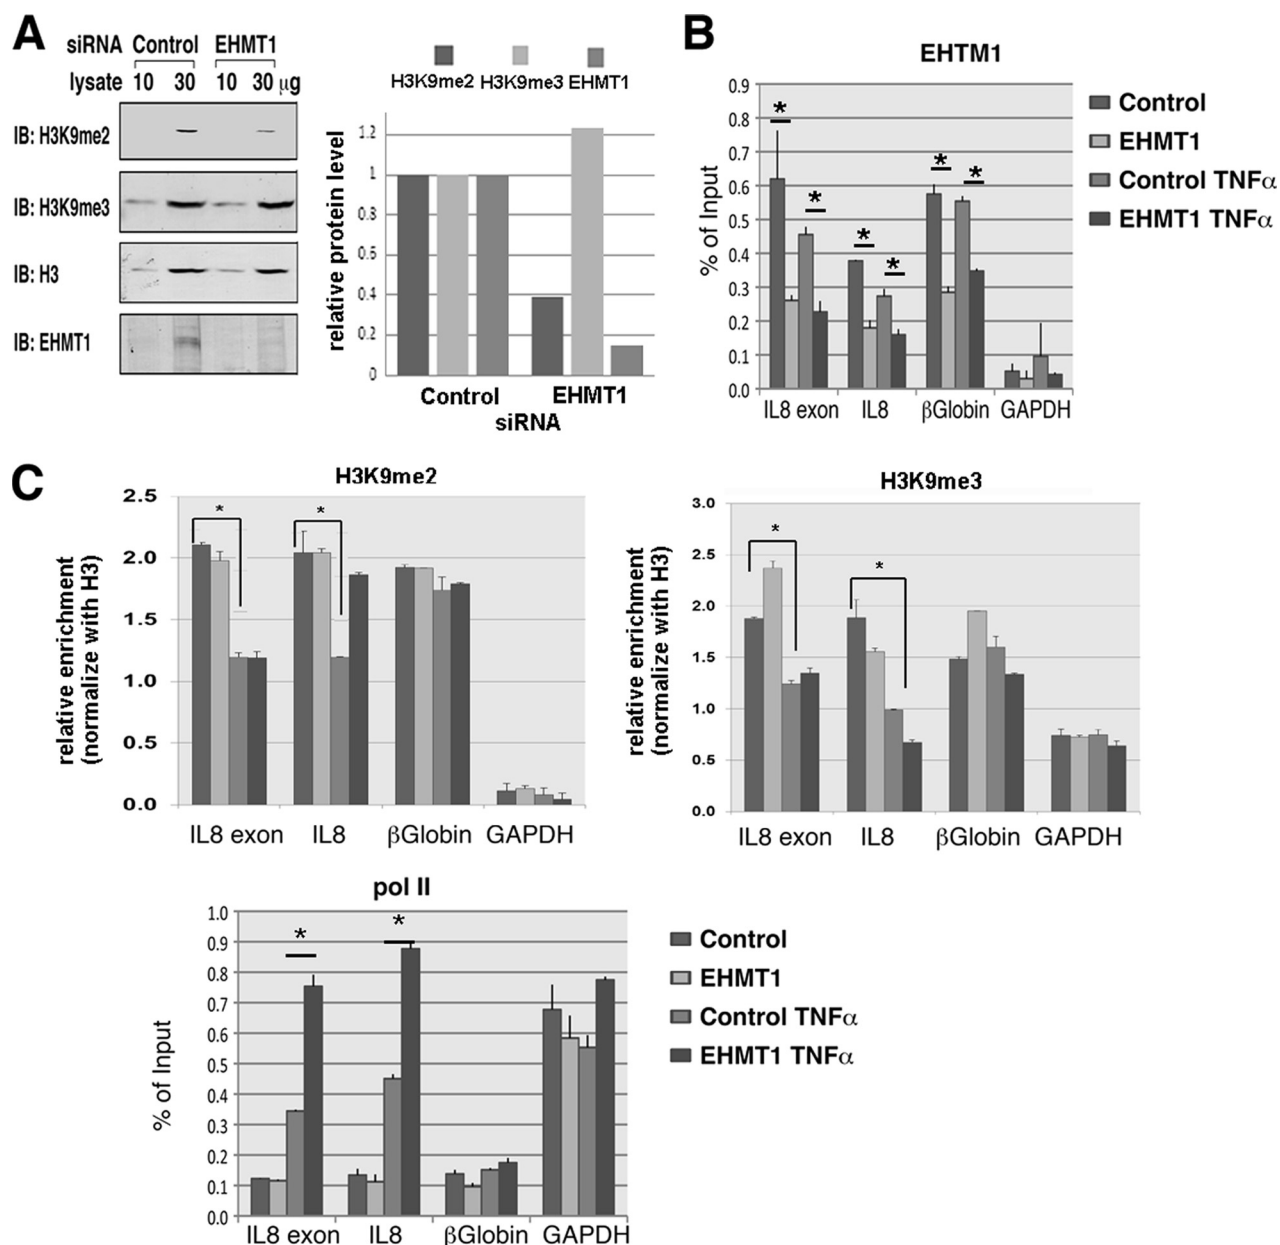 A
siRNA Control EHMT1
lysate 10 30 10 30 µg
IB: H3K9me2
IB: H3K9me3
IB: H3
IB: EHMT1
H3K9me2 H3K9me3 EHMT1
relative protein level
1.2
1
0.8
0.6
0.4
0.2
0
Control EHMT1
siRNA
B
EHTM1
% of Input
0.9
0.8
0.7
0.6
0.5
0.4
0.3
0.2
0.1
0.0
* * * * * *
IL8 exon IL8 βGlobin GAPDH
Control
EHMT1
Control TNFα
EHMT1 TNFα
C
H3K9me2
relative enrichment
(normalize with H3)
2.5
2.0
1.5
1.0
0.5
0.0
* *
IL8 exon IL8 βGlobin GAPDH
H3K9me3
relative enrichment
(normalize with H3)
3.0
2.5
2.0
1.5
1.0
0.5
0.0
* *
IL8 exon IL8 βGlobin GAPDH
pol II
% of Input
1.0
0.9
0.8
0.7
0.6
0.5
0.4
0.3
0.2
0.1
0.0
* *
IL8 exon IL8 βGlobin GAPDH
Control
EHMT1
Control TNFα
EHMT1 TNFα